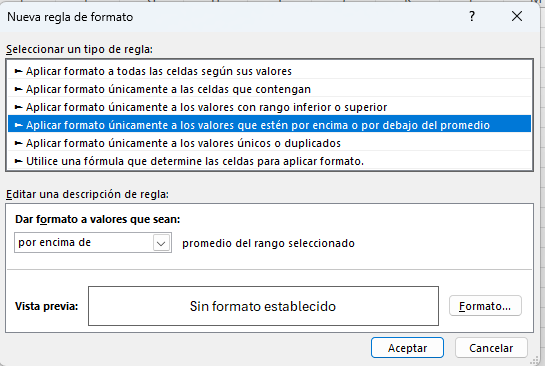 Nueva regla de formato
Seleccionar un tipo de regla:
► Aplicar formato a todas las celdas según sus valores
► Aplicar formato únicamente a las celdas que contengan
► Aplicar formato únicamente a los valores con rango inferior o superior
► Aplicar formato únicamente a los valores que estén por encima o por debajo del promedio
► Aplicar formato únicamente a los valores únicos o duplicados
► Utilice una fórmula que determine las celdas para aplicar formato.
Editar una descripción de regla:
Dar formato a valores que sean:
por encima de promedio del rango seleccionado
Vista previa: Sin formato establecido Formato...
Aceptar Cancelar